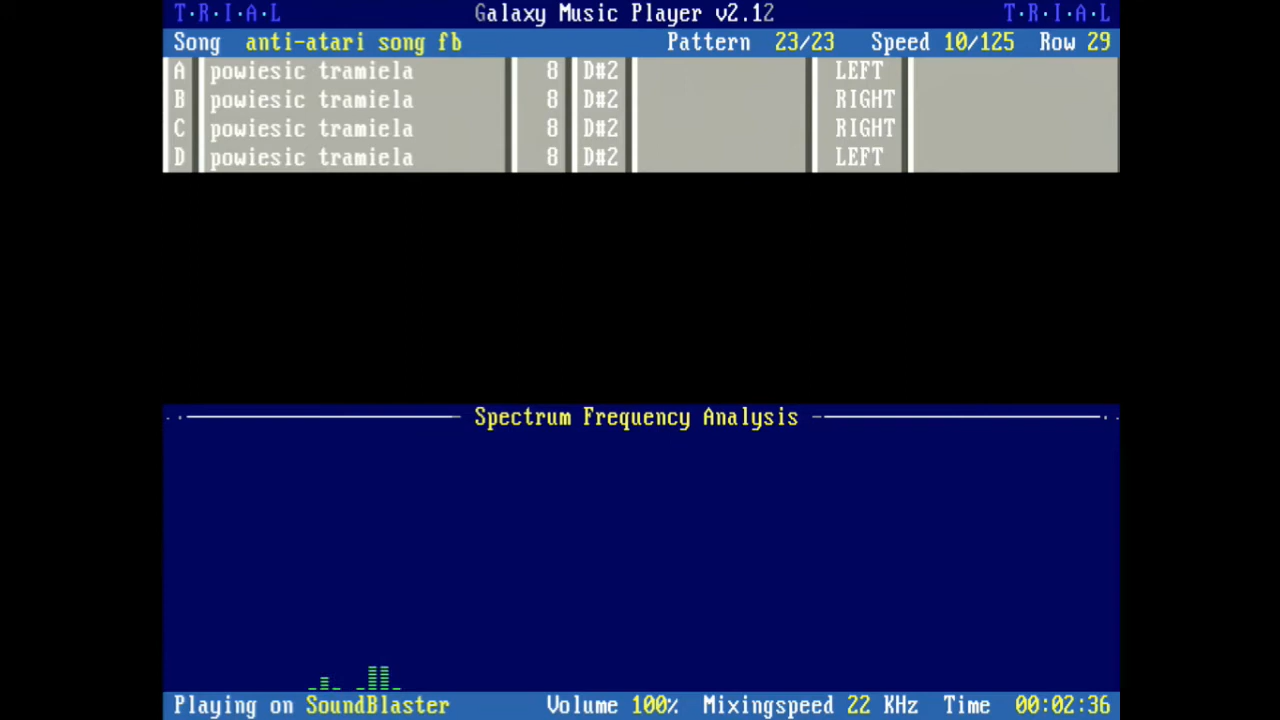 T·R·I·A·L Galaxy Music Player v2.12 T·R·I·A·L
Song anti-atari song fb Pattern 23/23 Speed 10/125 Row 29
A powiesic tramiela 8 D#2 LEFT
B powiesic tramiela 8 D#2 RIGHT
C powiesic tramiela 8 D#2 RIGHT
D powiesic tramiela 8 D#2 LEFT
Spectrum Frequency Analysis
Playing on SoundBlaster Volume 100% Mixingspeed 22 KHz Time 00:02:36